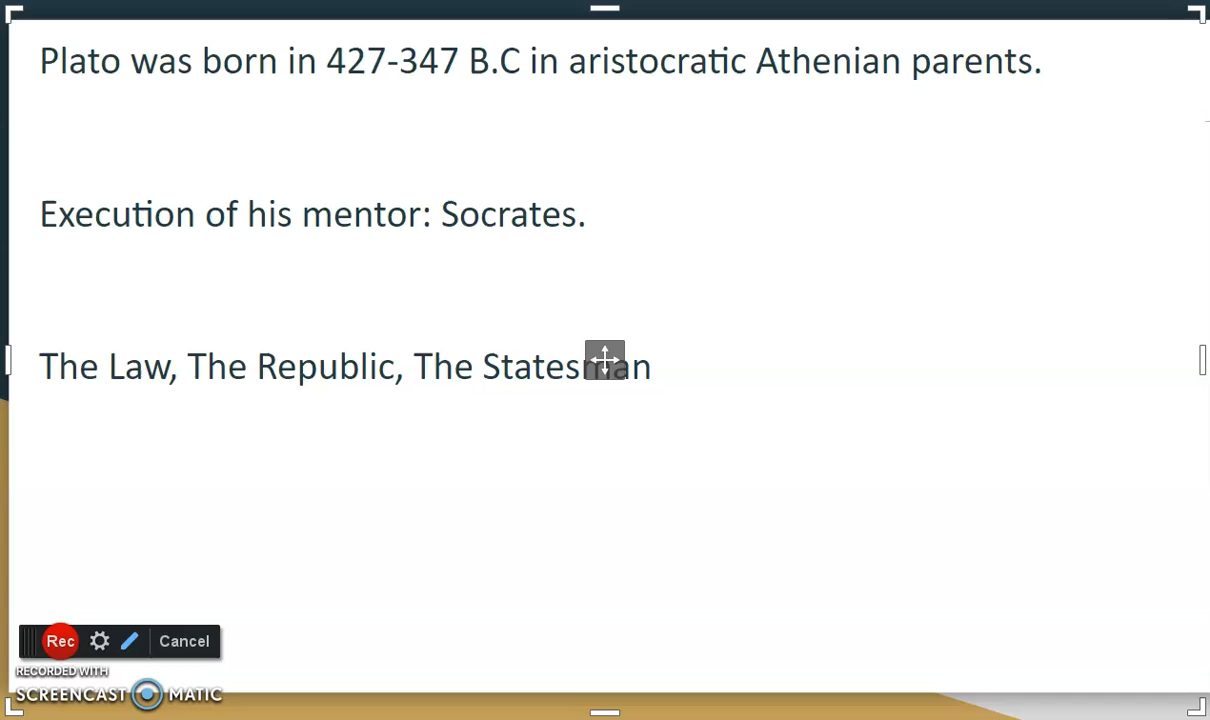 Plato was born in 427-347 B.C in aristocratic Athenian parents.
Execution of his mentor: Socrates.
The Law, The Republic, The Statesman
Rec Cancel
RECORDED WITH
SCREENCAST MATIC